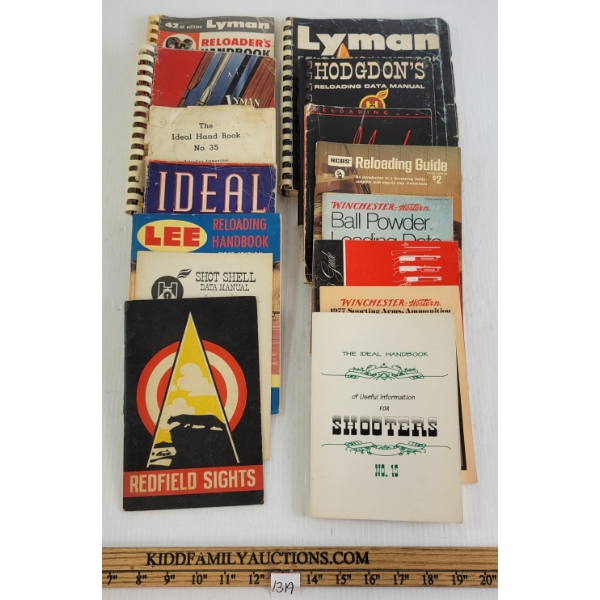 42nd edition Lyman
RELOADER'S
HANDBOOK
LYMAN
The
Ideal Hand Book
No. 35
IDEAL
LEE
RELOADING
HANDBOOK
H
SHOT SHELL
DATA MANUAL
REDFIELD SIGHTS
Lyman
HODGDON'S
RELOADING DATA MANUAL
H
RELOADING
RCBS
Reloading Guide
$2
WINCHESTER-Western
Ball Powder
Loading Data
Guide
WINCHESTER-Western
1977 Sporting Arms, Ammunition
THE IDEAL HANDBOOK
of Useful Information
FOR
SHOOTERS
NO. 15
KIDDFAMILYAUCTIONS.COM!
7" 8" 9" 10" 11" 12" 14" 15" 16" 17" 18" 19" 20"
1319